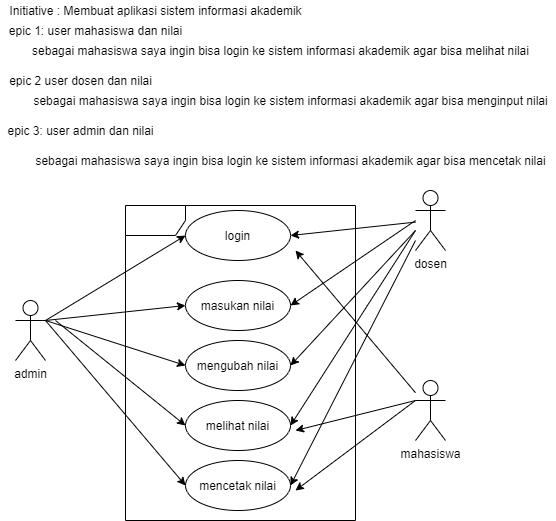 Initiative : Membuat aplikasi sistem informasi akademik
epic 1: user mahasiswa dan nilai
sebagai mahasiswa saya ingin bisa login ke sistem informasi akademik agar bisa melihat nilai
epic 2 user dosen dan nilai
sebagai mahasiswa saya ingin bisa login ke sistem informasi akademik agar bisa menginput nilai
epic 3: user admin dan nilai
sebagai mahasiswa saya ingin bisa login ke sistem informasi akademik agar bisa mencetak nilai
login
dosen
masukan nilai
mengubah nilai
admin
melihat nilai
mahasiswa
mencetak nilai